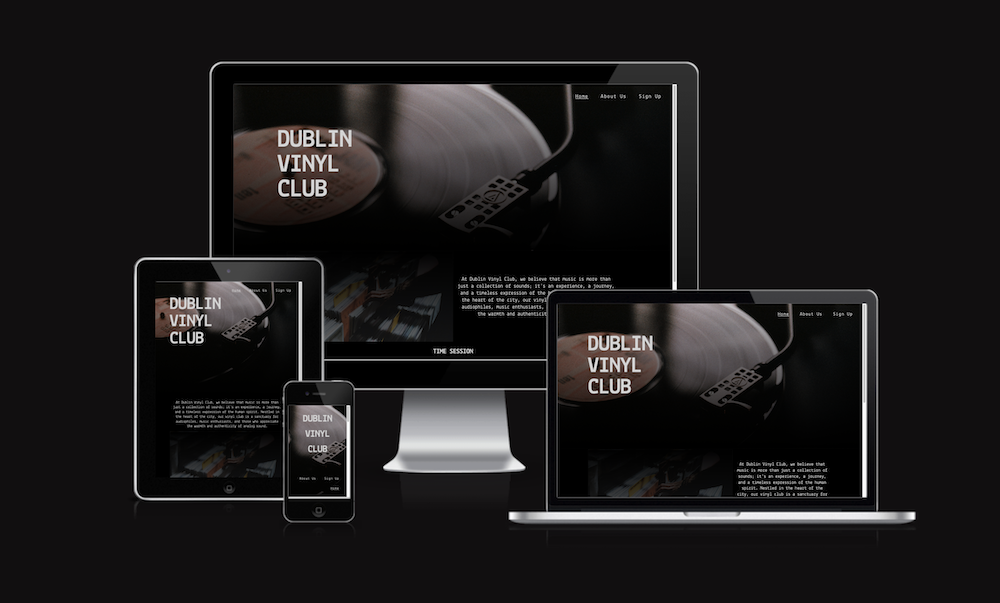 Home About Us Sign Up
DUBLIN
VINYL
CLUB
At Dublin Vinyl Club, we believe that music is more than
just a collection of sounds; it's an experience, a journey,
and a timeless expression of the
the heart of the city, our vinyl
audiophiles, music enthusiasts,
the warmth and authenticit
TIME SESSION
Home About Us Sign Up
DUBLIN
VINYL
CLUB
At Dublin Vinyl Club, we believe that music is more than
just a collection of sounds; it's an experience, a journey,
and a timeless expression of the human spirit. Nestled in
the heart of the city, our vinyl club is a sanctuary for
audiophiles, music enthusiasts, and those who appreciate
the warmth and authenticity of analog sound.
DUBLIN
VINYL
CLUB
About Us Sign Up
Home
Home About Us Sign Up
DUBLIN
VINYL
CLUB
At Dublin Vinyl Club, we believe that
music is more than just a collection of
sounds; it's an experience, a journey,
and a timeless expression of the human
spirit. Nestled in the heart of the
city, our vinyl club is a sanctuary for